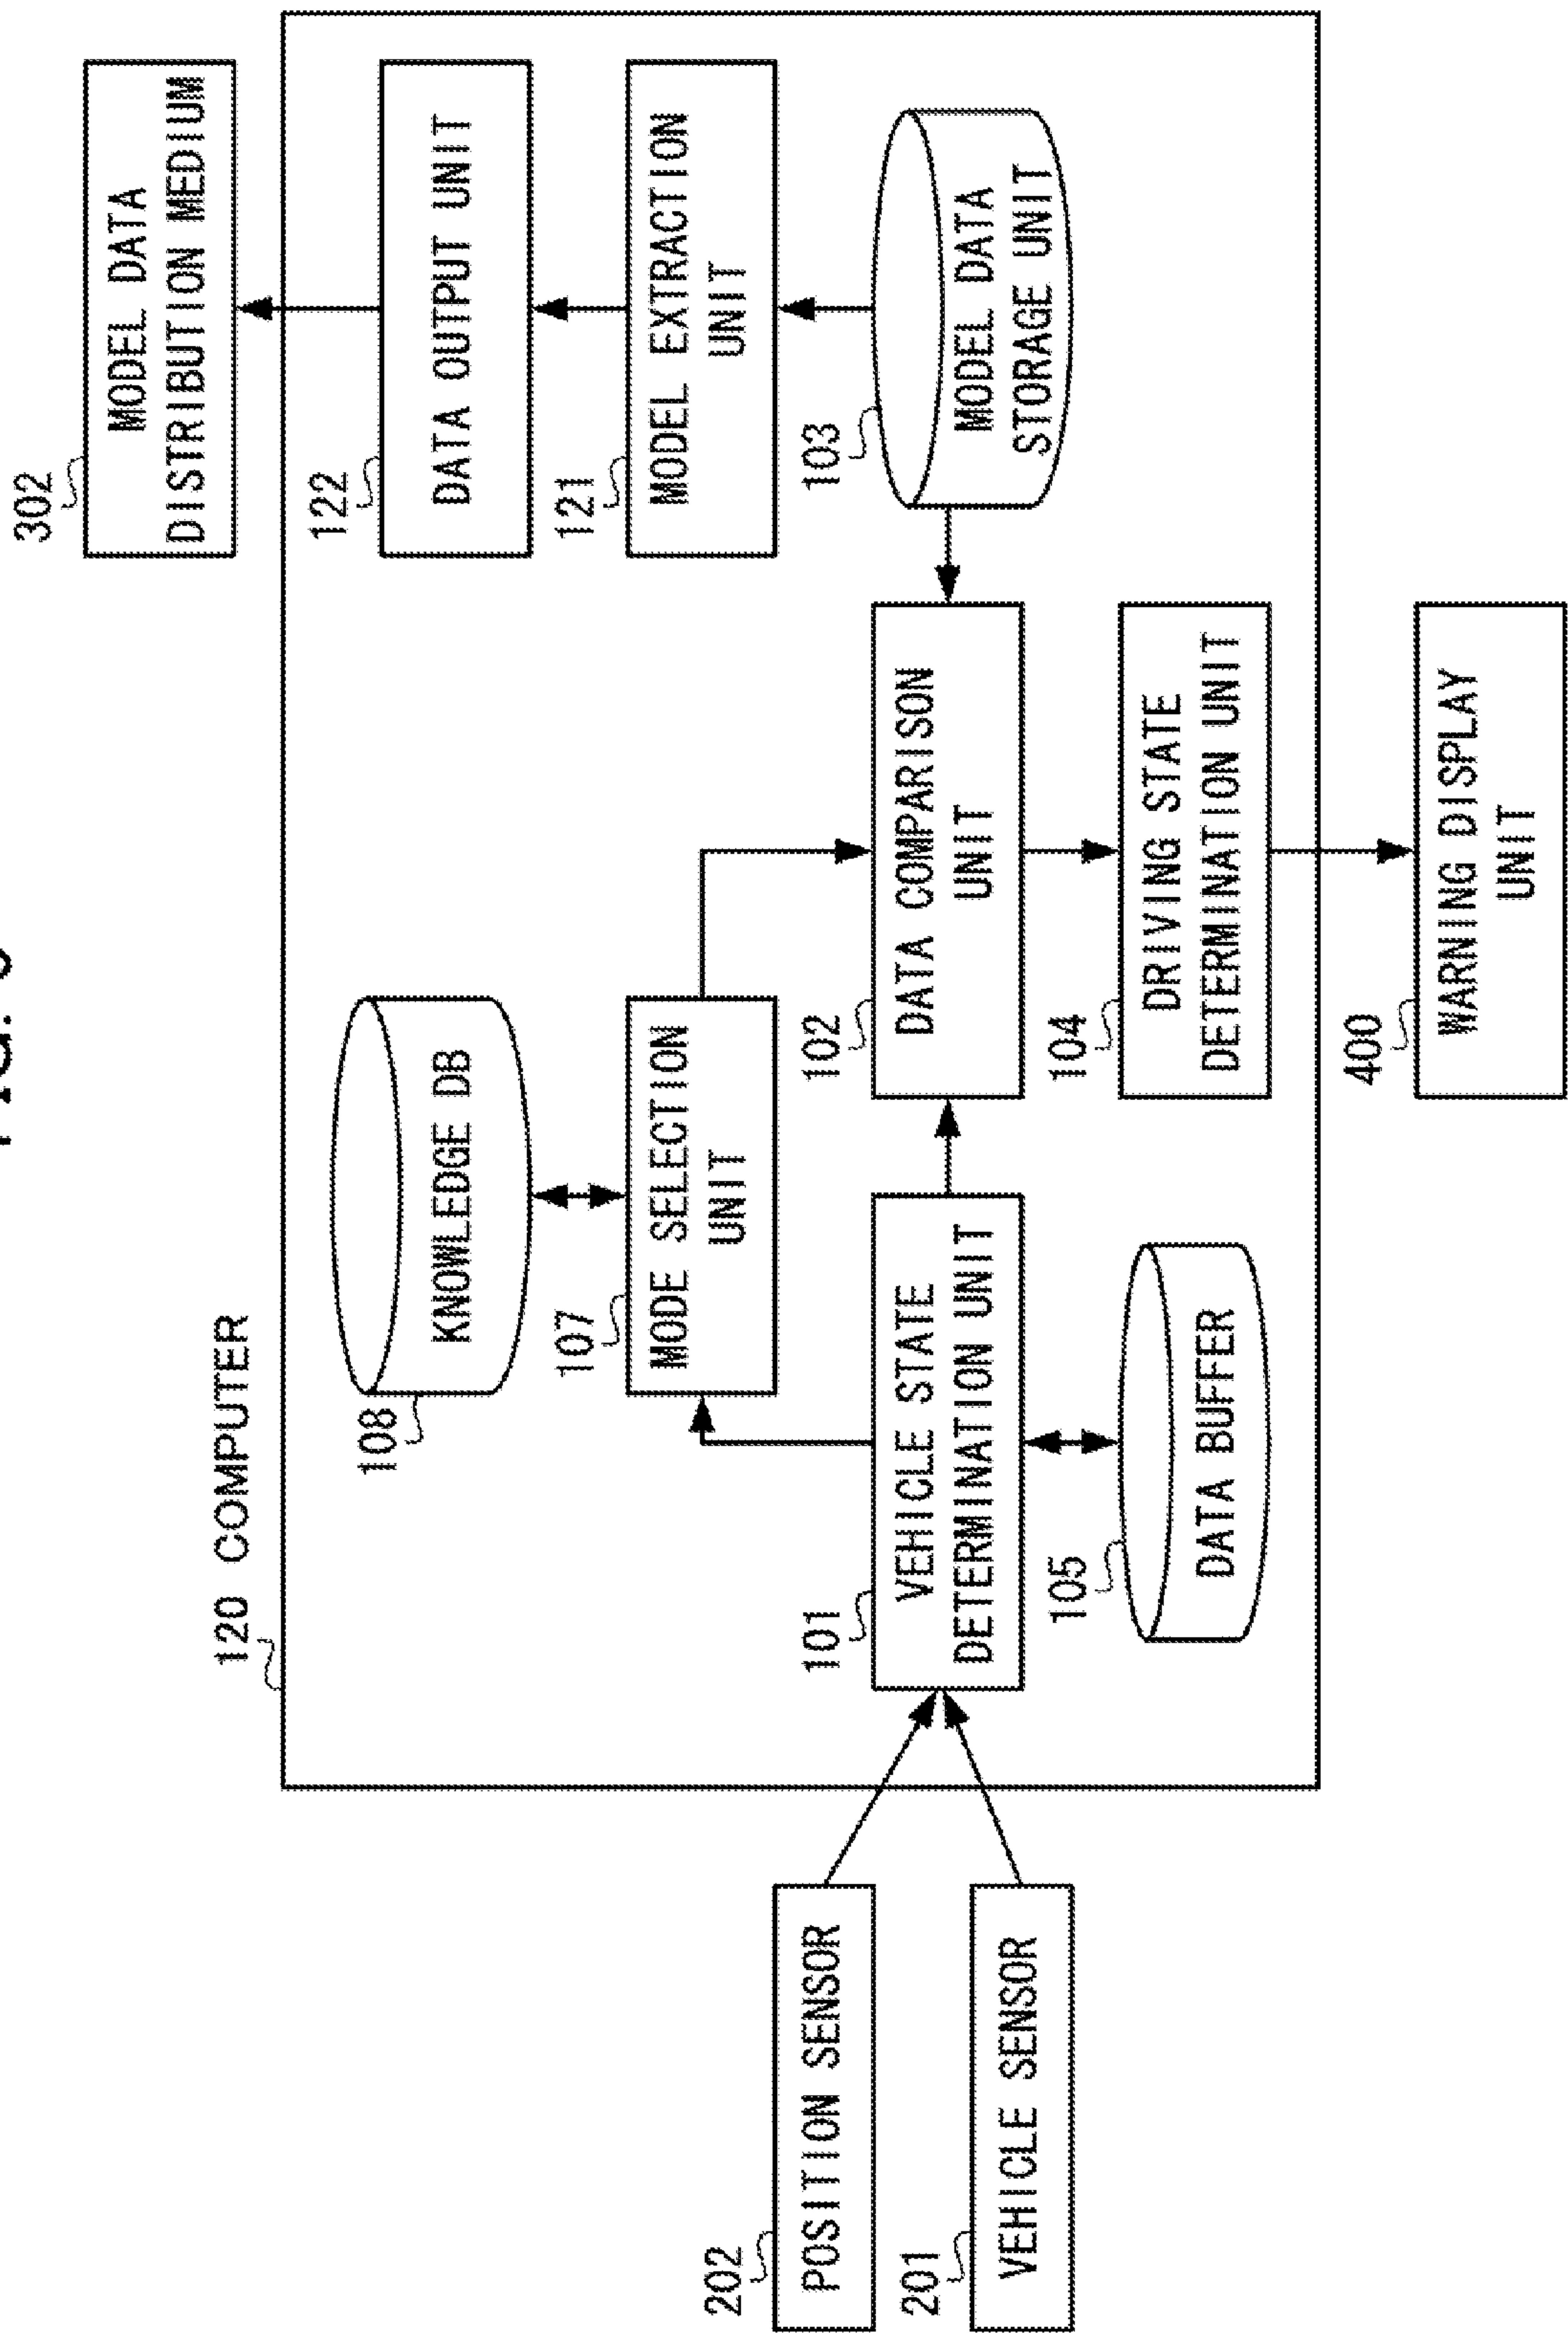 120 COMPUTER
302
MODEL DATA
DISTRIBUTION MEDIUM
108
KNOWLEDGE DB
122
DATA OUTPUT UNIT
107
MODE SELECTION
UNIT
121
MODEL EXTRACTION
UNIT
202
POSITION SENSOR
201
VEHICLE SENSOR
101
VEHICLE STATE
DETERMINATION UNIT
102
DATA COMPARISON
UNIT
103
MODEL DATA
STORAGE UNIT
105
DATA BUFFER
104
DRIVING STATE
DETERMINATION UNIT
400
WARNING DISPLAY
UNIT